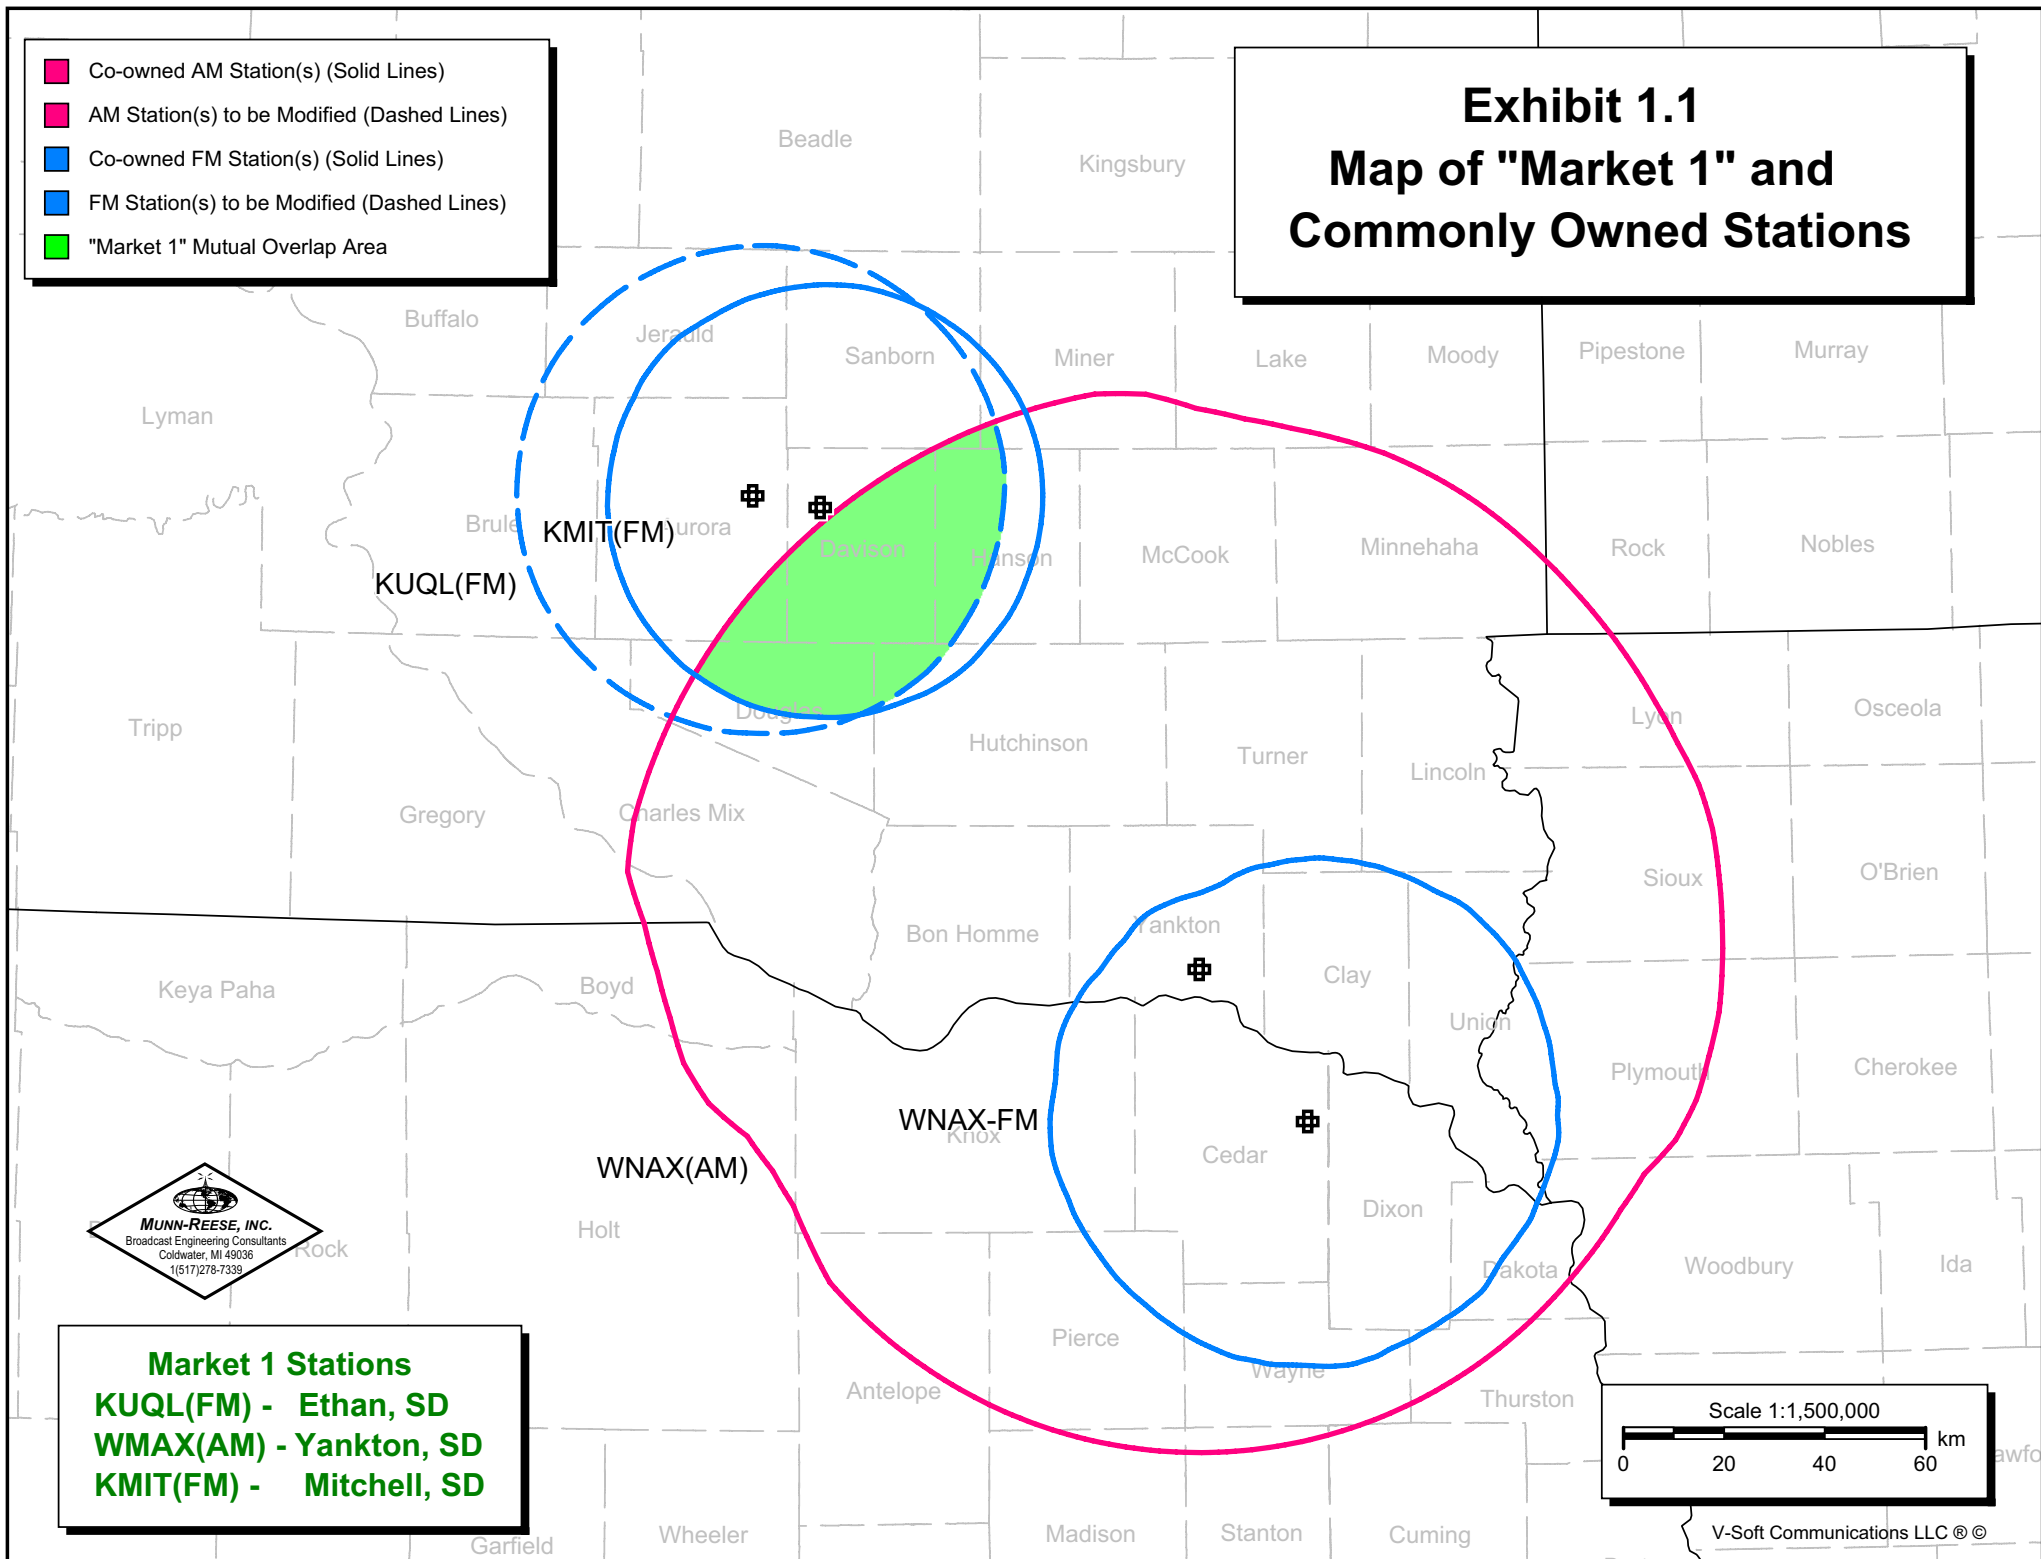 Co-owned AM Station(s) (Solid Lines)
AM Station(s) to be Modified (Dashed Lines)
Co-owned FM Station(s) (Solid Lines)
FM Station(s) to be Modified (Dashed Lines)
"Market 1" Mutual Overlap Area
Exhibit 1.1
Map of "Market 1" and
Commonly Owned Stations
Beadle
Kingsbury
Buffalo
Jerauld
Sanborn
Miner
Lake
Moody
Pipestone
Murray
Lyman
Brule
KMIT(FM)
Aurora
Davison
Hanson
McCook
Minnehaha
Rock
Nobles
KUQL(FM)
Tripp
Douglas
Hutchinson
Turner
Lincoln
Lyon
Osceola
Gregory
Charles Mix
Sioux
O'Brien
Bon Homme
Yankton
Clay
Keya Paha
Boyd
Union
Plymouth
Cherokee
WNAX-FM
Knox
Cedar
WNAX(AM)
Dixon
Holt
Rock
Dakota
Woodbury
Ida
MUNN-REESE, INC.
Broadcast Engineering Consultants
Coldwater, MI 49036
1(517)278-7339
Pierce
Wayne
Antelope
Thurston
Market 1 Stations
KUQL(FM) - Ethan, SD
WMAX(AM) - Yankton, SD
KMIT(FM) - Mitchell, SD
Scale 1:1,500,000
km
0 20 40 60
Garfield
Wheeler
Madison
Stanton
Cuming
V-Soft Communications LLC ® ©